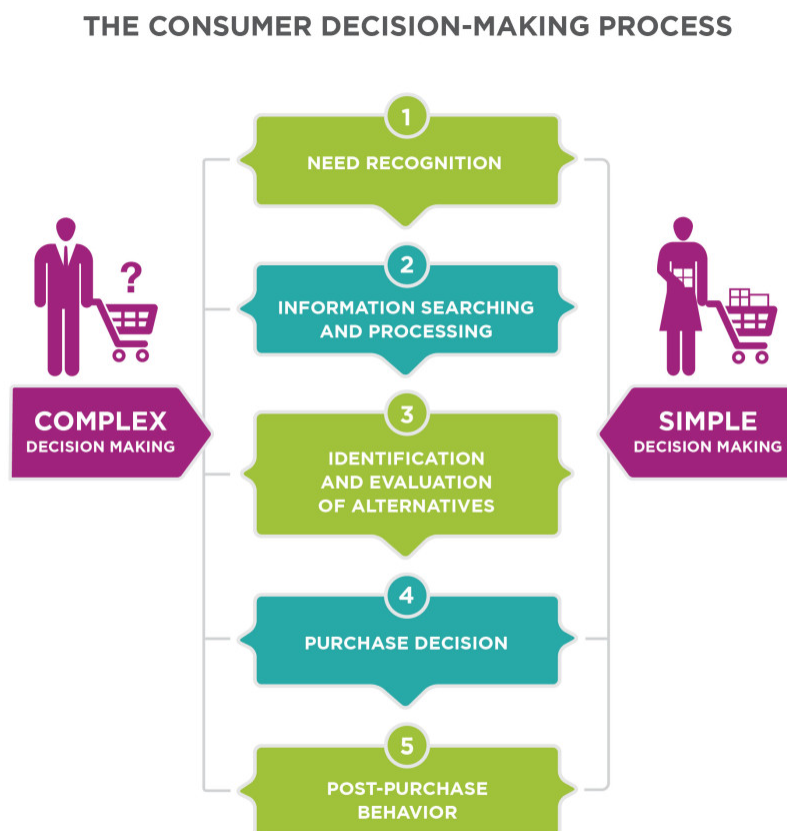 THE CONSUMER DECISION-MAKING PROCESS
1
NEED RECOGNITION
2
INFORMATION SEARCHING
AND PROCESSING
?
COMPLEX
DECISION MAKING
SIMPLE
DECISION MAKING
3
IDENTIFICATION
AND EVALUATION
OF ALTERNATIVES
4
PURCHASE DECISION
5
POST-PURCHASE
BEHAVIOR